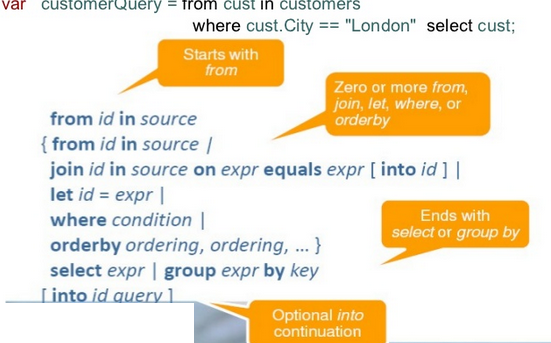 var customerQuery = from cust in customers
where cust.City == "London" select cust;
Starts with
from
Zero or more from,
join, let, where, or
orderby
from id in source
{ from id in source |
join id in source on expr equals expr [ into id ] |
let id = expr |
where condition |
orderby ordering, ordering, … }
select expr | group expr by key
[ into id query ]
Ends with
select or group by
Optional into
continuation